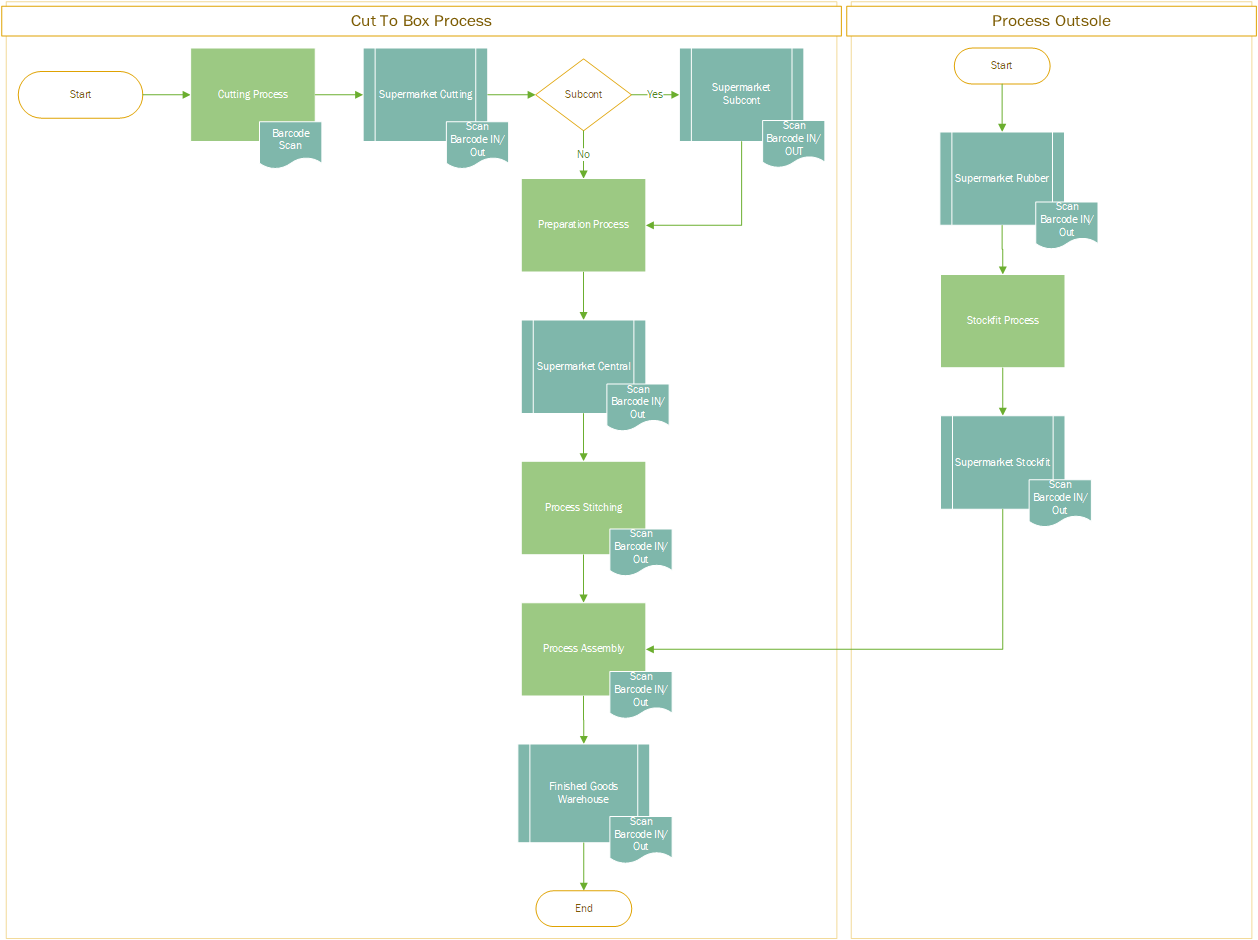 Cut To Box Process
Process Outsole
Start
Cutting Process
Barcode
Scan
Supermarket Cutting
Scan
Barcode IN/
Out
Subcont
Yes
Supermarket
Subcont
Scan
Barcode IN/
OUT
No
Preparation Process
Supermarket Central
Scan
Barcode IN/
Out
Process Stitching
Scan
Barcode IN/
Out
Process Assembly
Scan
Barcode IN/
Out
Finished Goods
Warehouse
Scan
Barcode IN/
Out
End
Start
Supermarket Rubber
Scan
Barcode IN/
Out
Stockfit Process
Supermarket Stockfit
Scan
Barcode IN/
Out